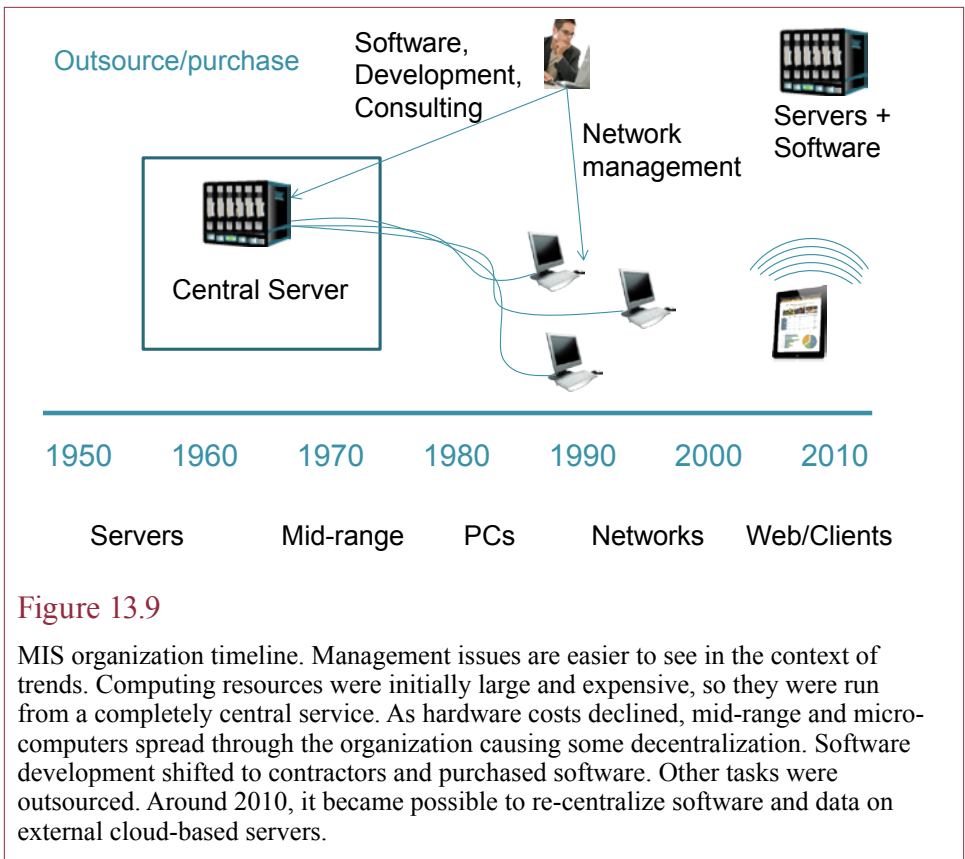 Outsource/purchase
Software,
Development,
Consulting
Network
management
Servers +
Software
Central Server
1950 1960 1970 1980 1990 2000 2010
Servers Mid-range PCs Networks Web/Clients
Figure 13.9
MIS organization timeline. Management issues are easier to see in the context of
trends. Computing resources were initially large and expensive, so they were run
from a completely central service. As hardware costs declined, mid-range and micro-
computers spread through the organization causing some decentralization. Software
development shifted to contractors and purchased software. Other tasks were
outsourced. Around 2010, it became possible to re-centralize software and data on
external cloud-based servers.